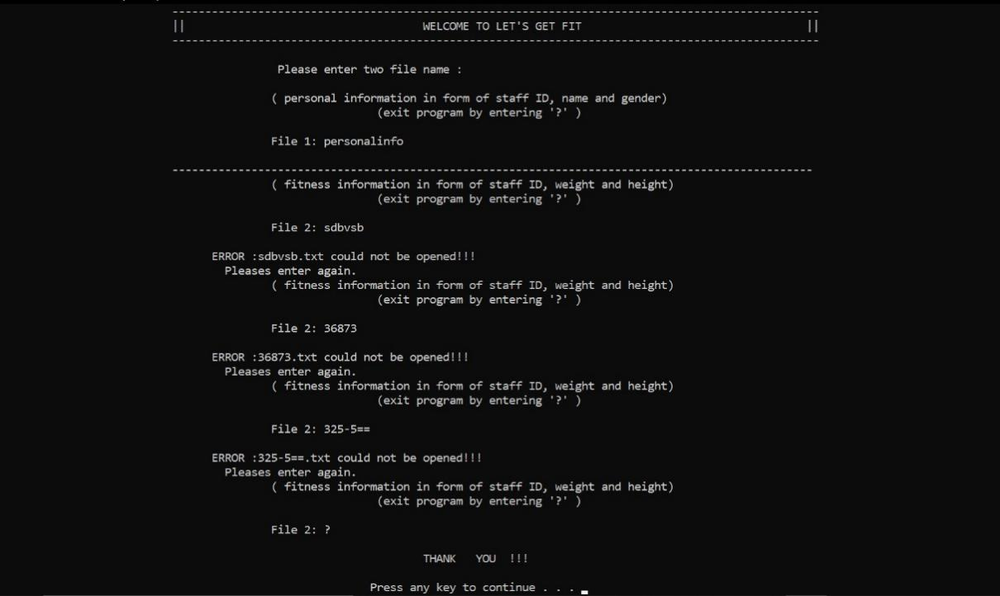 --------------------------------------------------------------------------------------------------
|| WELCOME TO LET'S GET FIT ||
--------------------------------------------------------------------------------------------------
Please enter two file name :
( personal information in form of staff ID, name and gender)
(exit program by entering '?' )
File 1: personalinfo
-------------------------------------------------------------------------------------------------
( fitness information in form of staff ID, weight and height)
(exit program by entering '?' )
File 2: sdbvsb
ERROR :sdbvsb.txt could not be opened!!!
Pleases enter again.
( fitness information in form of staff ID, weight and height)
(exit program by entering '?' )
File 2: 36873
ERROR :36873.txt could not be opened!!!
Pleases enter again.
( fitness information in form of staff ID, weight and height)
(exit program by entering '?' )
File 2: 325-5==
ERROR :325-5==.txt could not be opened!!!
Pleases enter again.
( fitness information in form of staff ID, weight and height)
(exit program by entering '?' )
File 2: ?
THANK YOU !!!
Press any key to continue . . .